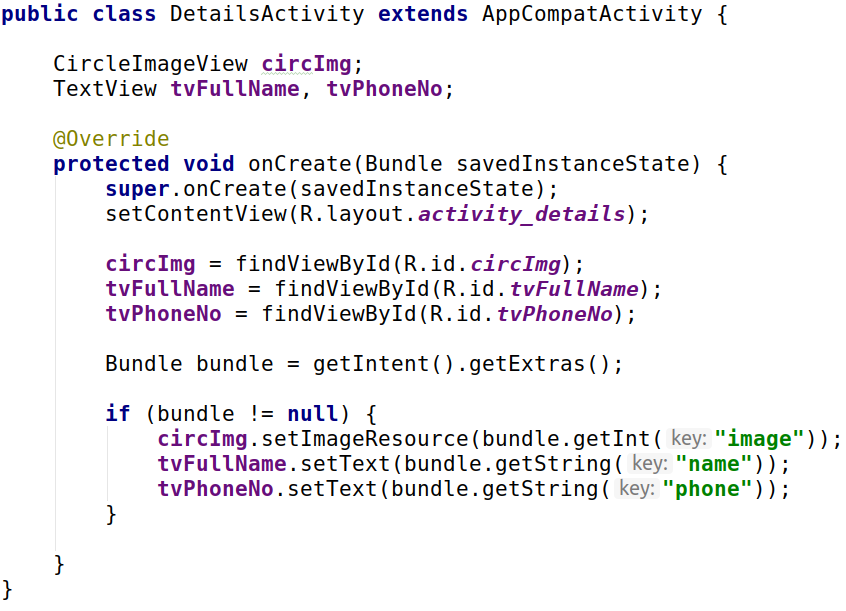 public class DetailsActivity extends AppCompatActivity {
CircleImageView circImg;
TextView tvFullName, tvPhoneNo;
@Override
protected void onCreate(Bundle savedInstanceState) {
super.onCreate(savedInstanceState);
setContentView(R.layout.activity_details);
circImg = findViewById(R.id.circImg);
tvFullName = findViewById(R.id.tvFullName);
tvPhoneNo = findViewById(R.id.tvPhoneNo);
Bundle bundle = getIntent().getExtras();
if (bundle != null) {
circImg.setImageResource(bundle.getInt( key: "image"));
tvFullName.setText(bundle.getString( key: "name"));
tvPhoneNo.setText(bundle.getString( key: "phone"));
}
}
}